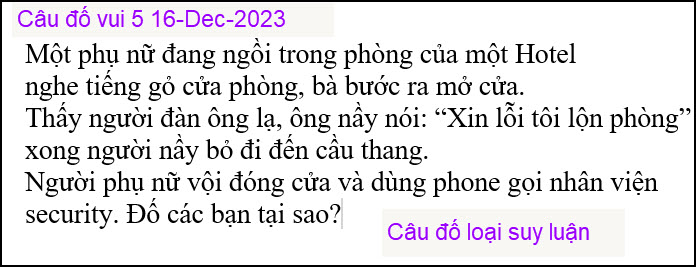 Câu đố vui 5 16-Dec-2023
Một phụ nữ đang ngồi trong phòng của một Hotel
nghe tiếng gỏ cửa phòng, bà bước ra mở cửa.
Thấy người đàn ông lạ, ông nầy nói: “Xin lỗi tôi lộn phòng”
xong người nầy bỏ đi đến cầu thang.
Người phụ nữ vội đóng cửa và dùng phone gọi nhân viện
security. Đố các bạn tại sao?
Câu đố loại suy luận